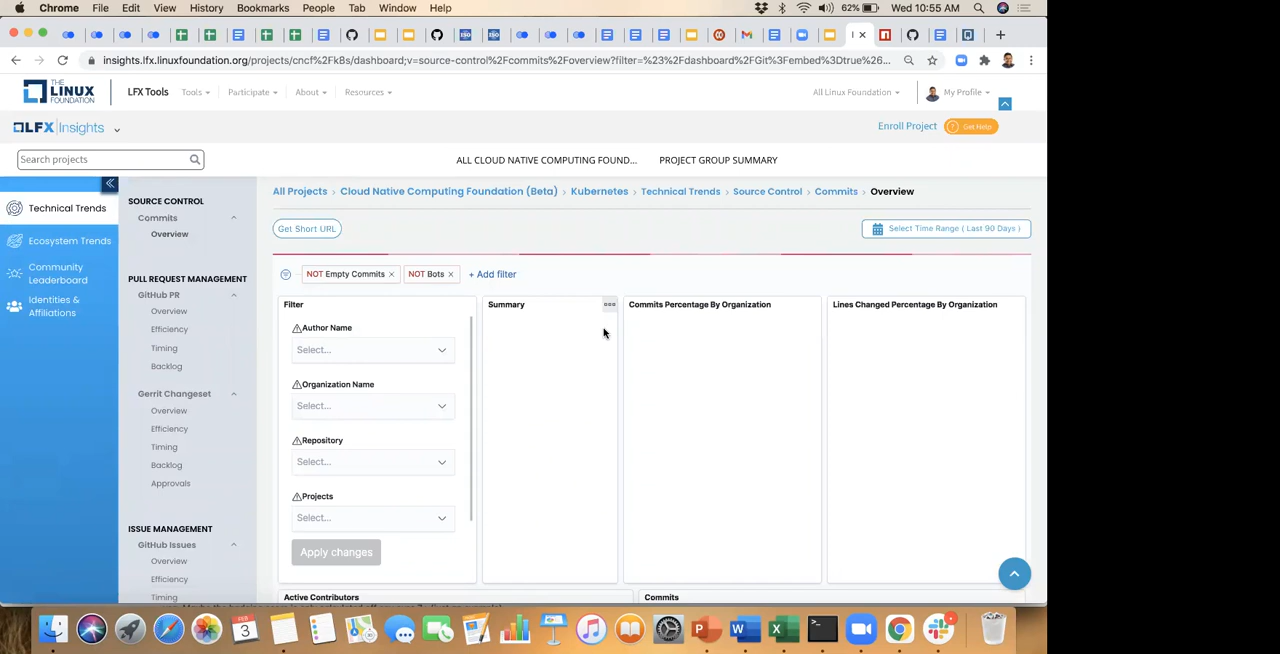 Chrome File Edit View History Bookmarks People Tab Window Help 62% Wed 10:55 AM
insights.lfx.linuxfoundation.org/projects/cncf%2Fk8s/dashboard;v=source-control%2Fcommits%2Foverview?filter=%23%2Fdashboard%2FGit%3Fembed%3Dtrue%26...
THE LINUX FOUNDATION LFX Tools Tools Participate About Resources All Linux Foundation My Profile
LFX Insights Enroll Project Get Help
Search projects ALL CLOUD NATIVE COMPUTING FOUND... PROJECT GROUP SUMMARY
Technical Trends
Ecosystem Trends
Community
Leaderboard
Identities &
Affiliations
SOURCE CONTROL
Commits
Overview
PULL REQUEST MANAGEMENT
GitHub PR
Overview
Efficiency
Timing
Backlog
Gerrit Changeset
Overview
Efficiency
Timing
Backlog
Approvals
ISSUE MANAGEMENT
GitHub Issues
Overview
Efficiency
Timing
All Projects › Cloud Native Computing Foundation (Beta) › Kubernetes › Technical Trends › Source Control › Commits › Overview
Get Short URL Select Time Range ( Last 90 Days )
NOT Empty Commits × NOT Bots × + Add filter
Filter Summary Commits Percentage By Organization Lines Changed Percentage By Organization
Author Name
Select...
Organization Name
Select...
Repository
Select...
Projects
Select...
Apply changes
Active Contributors Commits